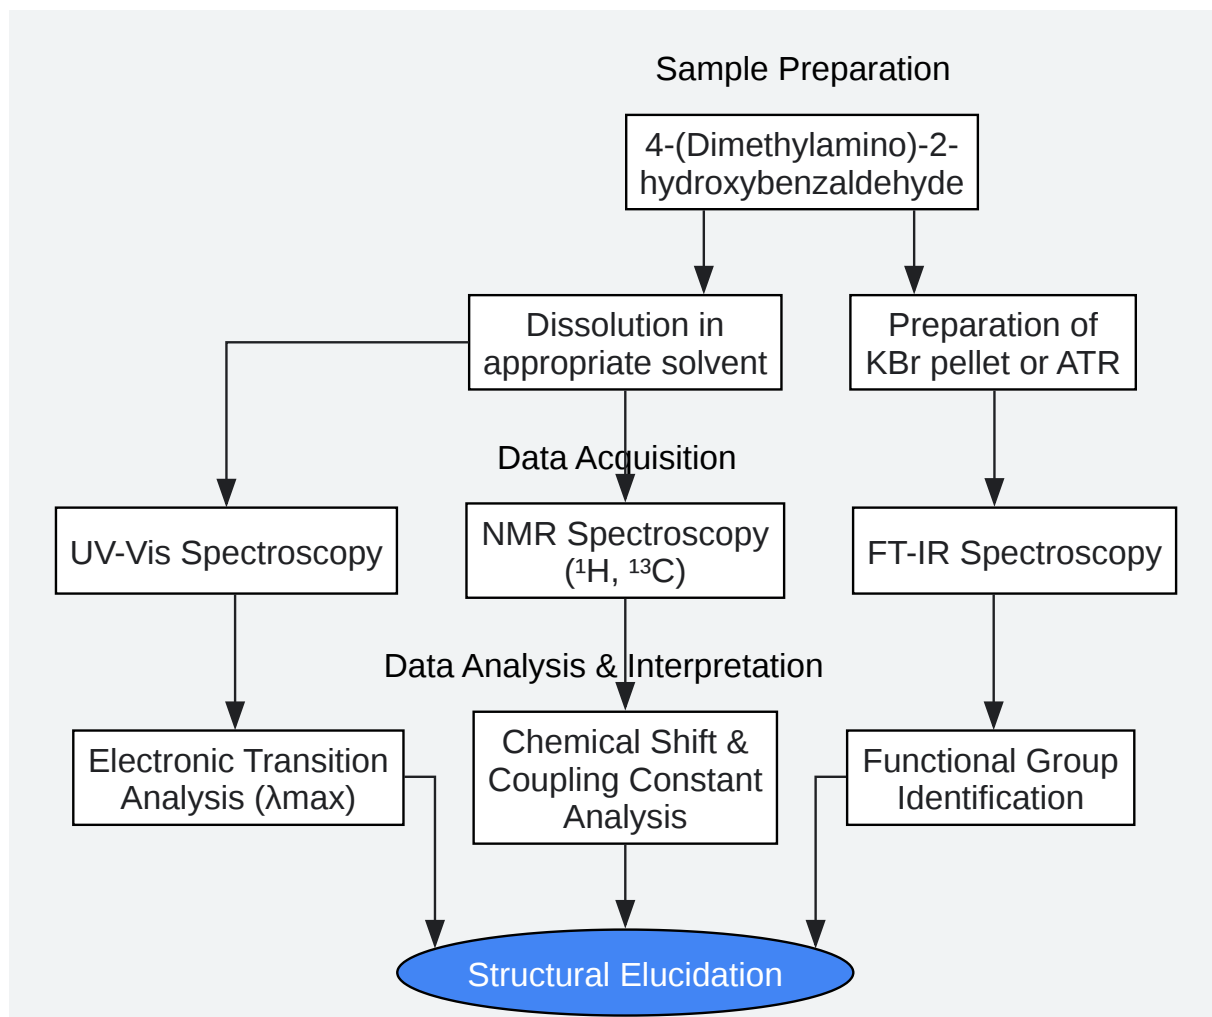 Sample Preparation
4-(Dimethylamino)-2-
hydroxybenzaldehyde
Dissolution in
appropriate solvent
Preparation of
KBr pellet or ATR
Data Acquisition
UV-Vis Spectroscopy
NMR Spectroscopy
(¹H, ¹³C)
FT-IR Spectroscopy
Data Analysis & Interpretation
Electronic Transition
Analysis (λmax)
Chemical Shift &
Coupling Constant
Analysis
Functional Group
Identification
Structural Elucidation